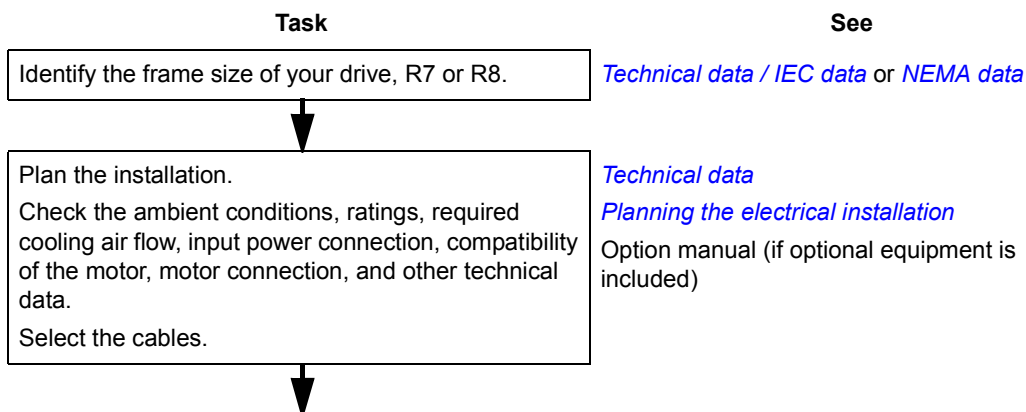 Task
See
Identify the frame size of your drive, R7 or R8.
Technical data / IEC data or NEMA data
Plan the installation.
Check the ambient conditions, ratings, required
cooling air flow, input power connection, compatibility
of the motor, motor connection, and other technical
data.
Select the cables.
Technical data
Planning the electrical installation
Option manual (if optional equipment is
included)